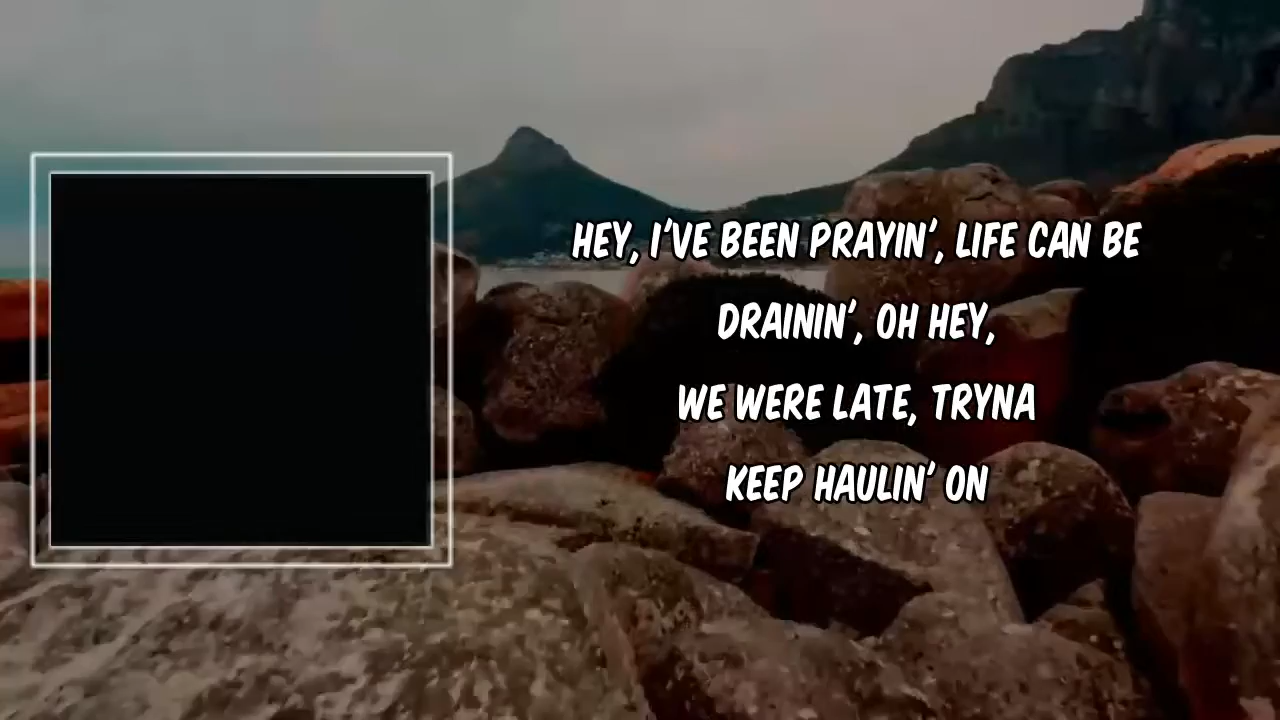 HEY, I'VE BEEN PRAYIN', LIFE CAN BE
DRAININ', OH HEY,
WE WERE LATE, TRYNA
KEEP HAULIN' ON